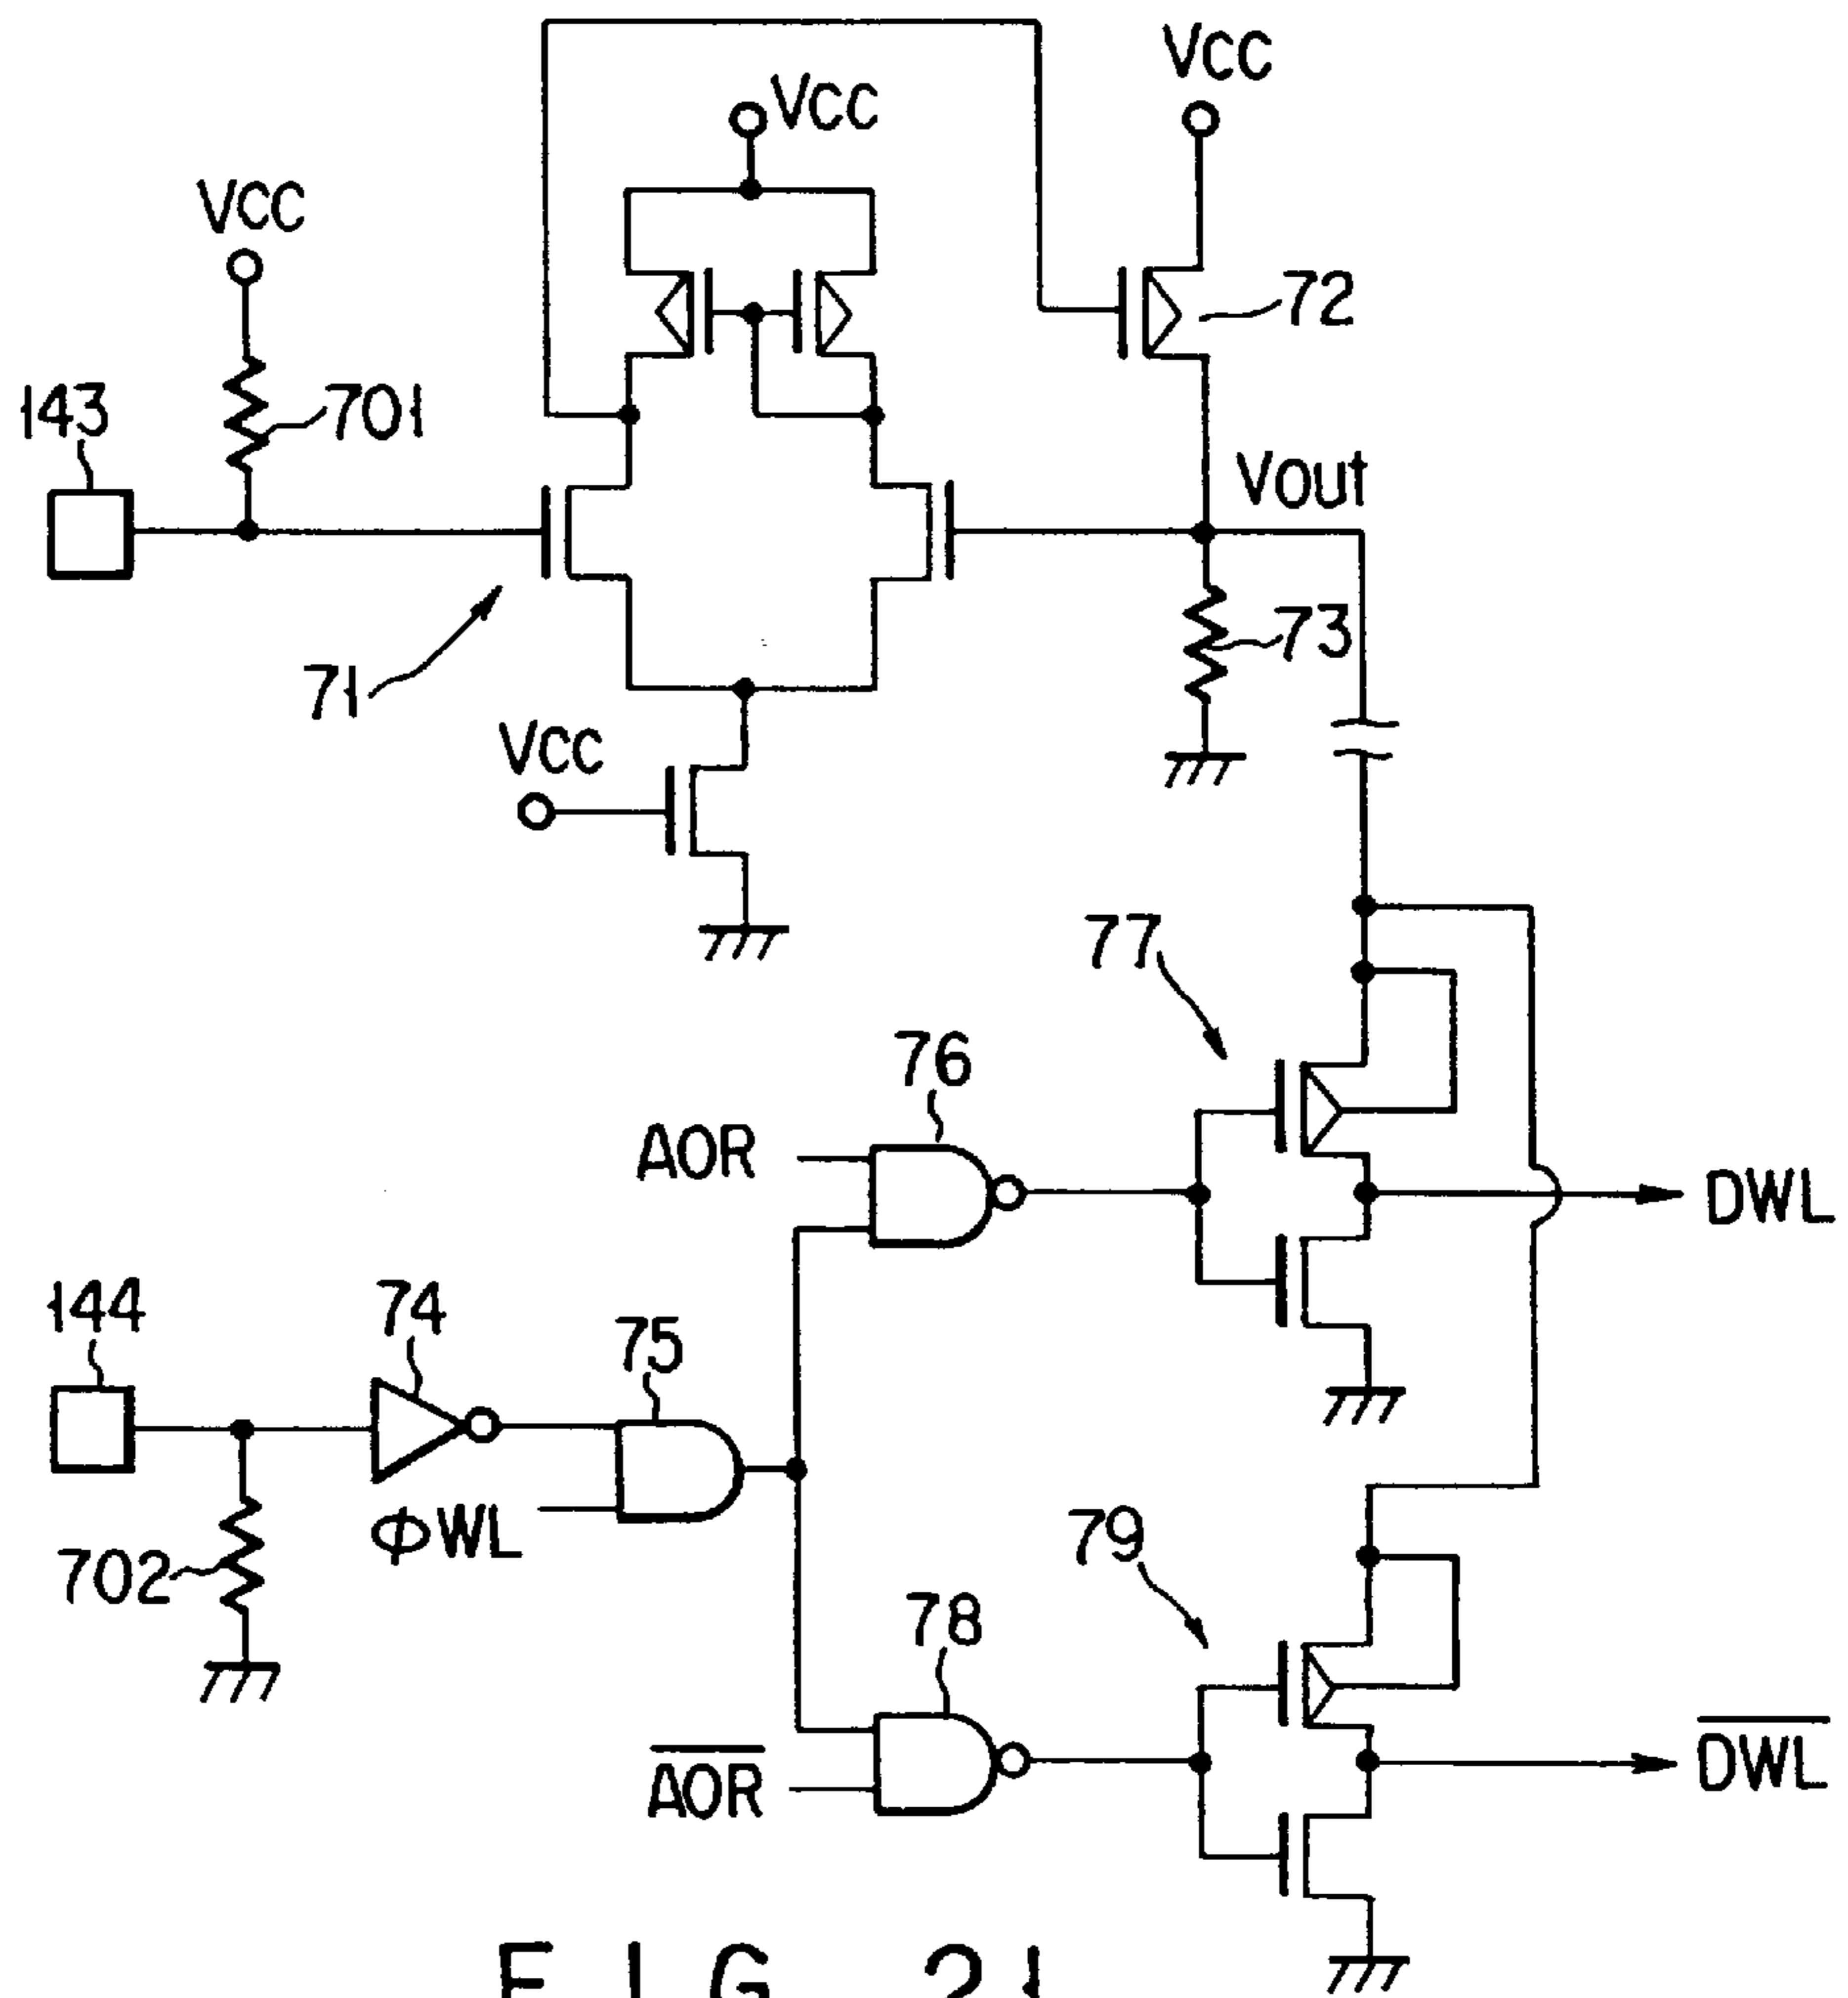 VCC
VCC
VCC
72
143
701
Vout
73
71
VCC
77
76
AOR
DWL
144
74
75
ΦWL
79
702
78
AOR
DWL
FIG. 21